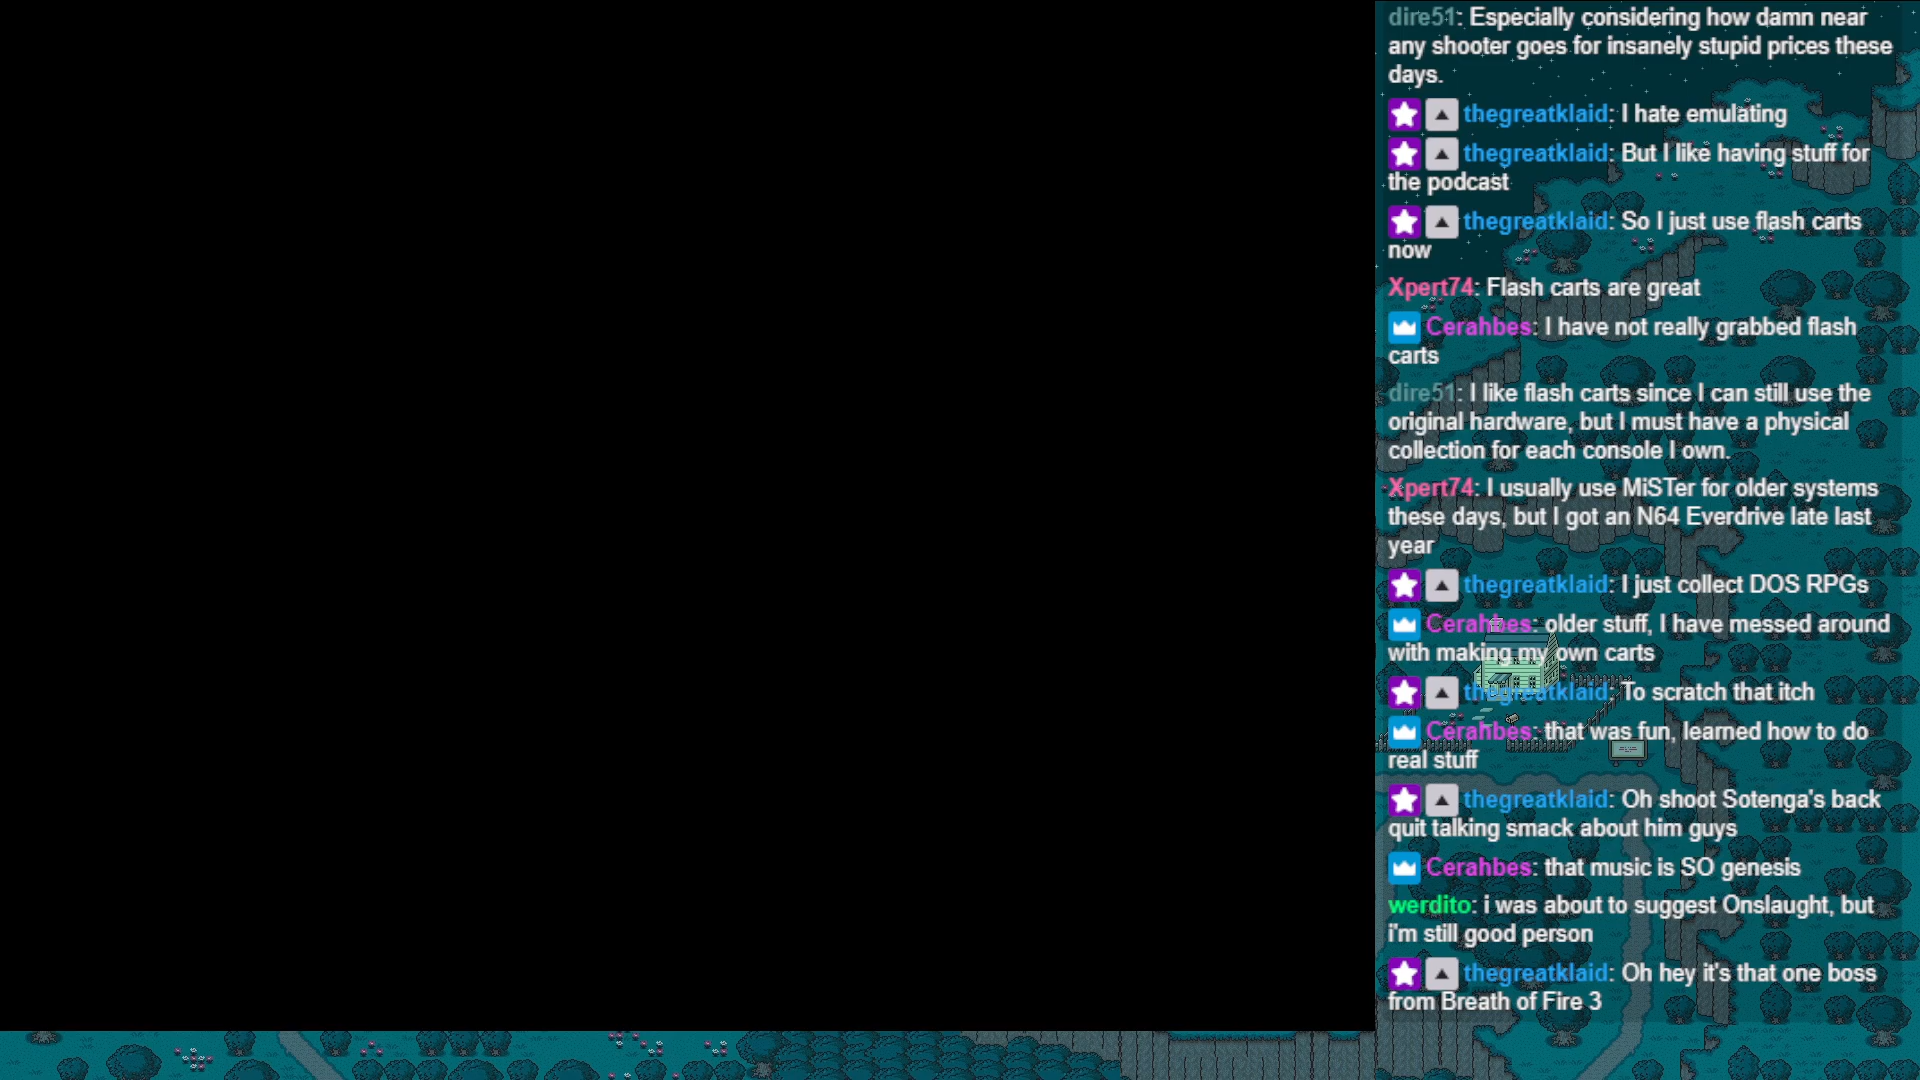 dire51: Especially considering how damn near
any shooter goes for insanely stupid prices these
days.
thegreatklaid: I hate emulating
thegreatklaid: But I like having stuff for
the podcast
thegreatklaid: So I just use flash carts
now
Xpert74: Flash carts are great
Cerahbes: I have not really grabbed flash
carts
dire51: I like flash carts since I can still use the
original hardware, but I must have a physical
collection for each console I own.
Xpert74: I usually use MiSTer for older systems
these days, but I got an N64 Everdrive late last
year
thegreatklaid: I just collect DOS RPGs
Cerahbes: older stuff, I have messed around
with making my own carts
thegreatklaid: To scratch that itch
Cerahbes: that was fun, learned how to do
real stuff
thegreatklaid: Oh shoot Sotenga's back
quit talking smack about him guys
Cerahbes: that music is SO genesis
werdito: i was about to suggest Onslaught, but
i'm still good person
thegreatklaid: Oh hey it's that one boss
from Breath of Fire 3